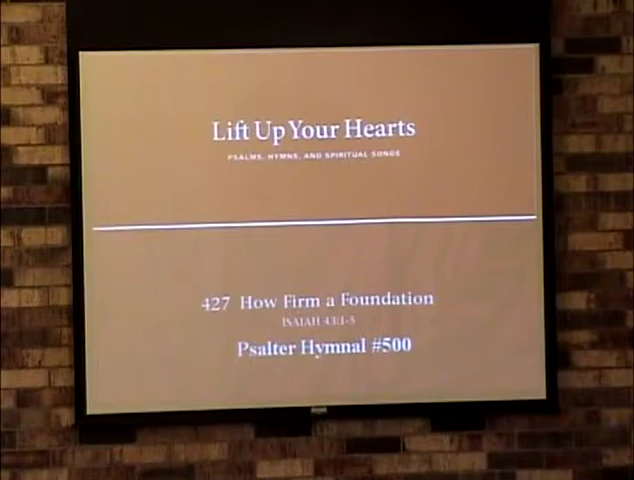 Lift Up Your Hearts
PSALMS, HYMNS, AND SPIRITUAL SONGS
427 How Firm a Foundation
ISAIAH 43:1-5
Psalter Hymnal #500